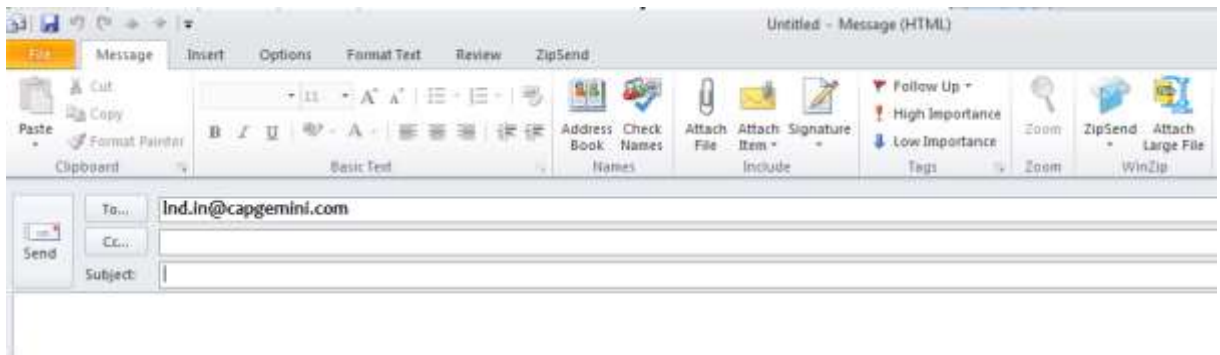 Untitled - Message (HTML)
File Message Insert Options Format Text Review ZipSend
Paste
Cut
Copy
Format Painter
Clipboard
11 A A
B I U A
Basic Text
Address Book
Check Names
Names
Attach File
Attach Item
Signature
Include
Follow Up
High Importance
Low Importance
Tags
Zoom
Zoom
ZipSend
Attach Large File
WinZip
Send
To... lnd.in@capgemini.com
Cc...
Subject: